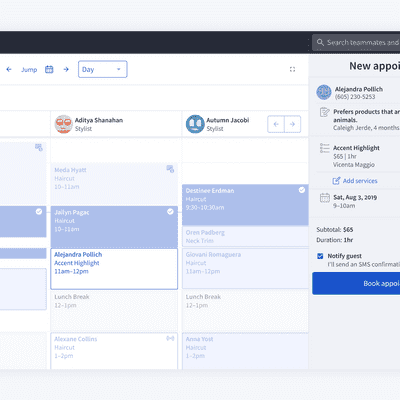 Search teammates and
Jump
Day
New appoi
Aditya Shanahan
Stylist
Autumn Jacobi
Stylist
Alejandra Pollich
(605) 230-5253
Prefers products that ar
animals.
Caleigh Jerde, 4 months
Accent Highlight
$65 | 1hr
Vicenta Maggio
Add services
Sat, Aug 3, 2019
9–10am
Subtotal: $65
Duration: 1hr
Notify guest
I'll send an SMS confirmatio
Book appoi
Meda Hyatt
Haircut
10–11am
Jailyn Pagac
Haircut
10–11am
Alejandra Pollich
Accent Highlight
11am–12pm
Lunch Break
12–1pm
Alexane Collins
Haircut
1–2pm
Destinee Erdman
Haircut
9:30–10:30am
Oren Padberg
Neck Trim
Giovani Romaguera
Haircut
11am–12pm
Lunch Break
12–1pm
Anna Yost
Haircut
1–2pm